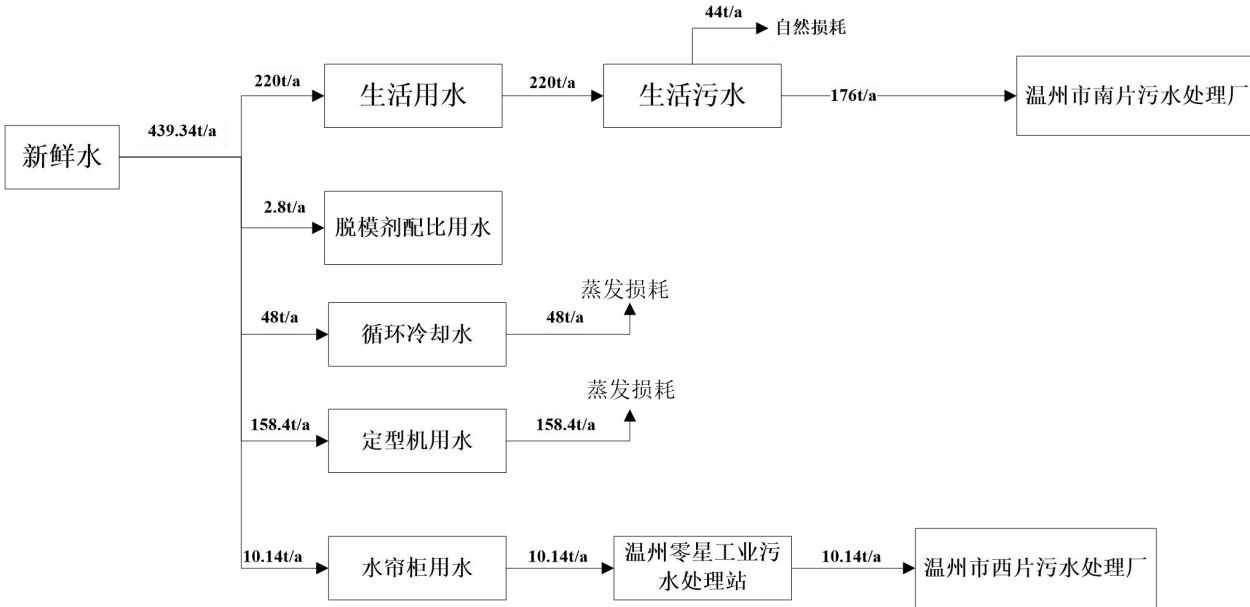 44t/a
自然损耗
220t/a
生活用水
220t/a
生活污水
176t/a
温州市南片污水处理厂
新鲜水
439.34t/a
2.8t/a
脱模剂配比用水
蒸发损耗
48t/a
循环冷却水
48t/a
蒸发损耗
158.4t/a
定型机用水
158.4t/a
10.14t/a
水帘柜用水
10.14t/a
温州零星工业污
水处理站
10.14t/a
温州市西片污水处理厂